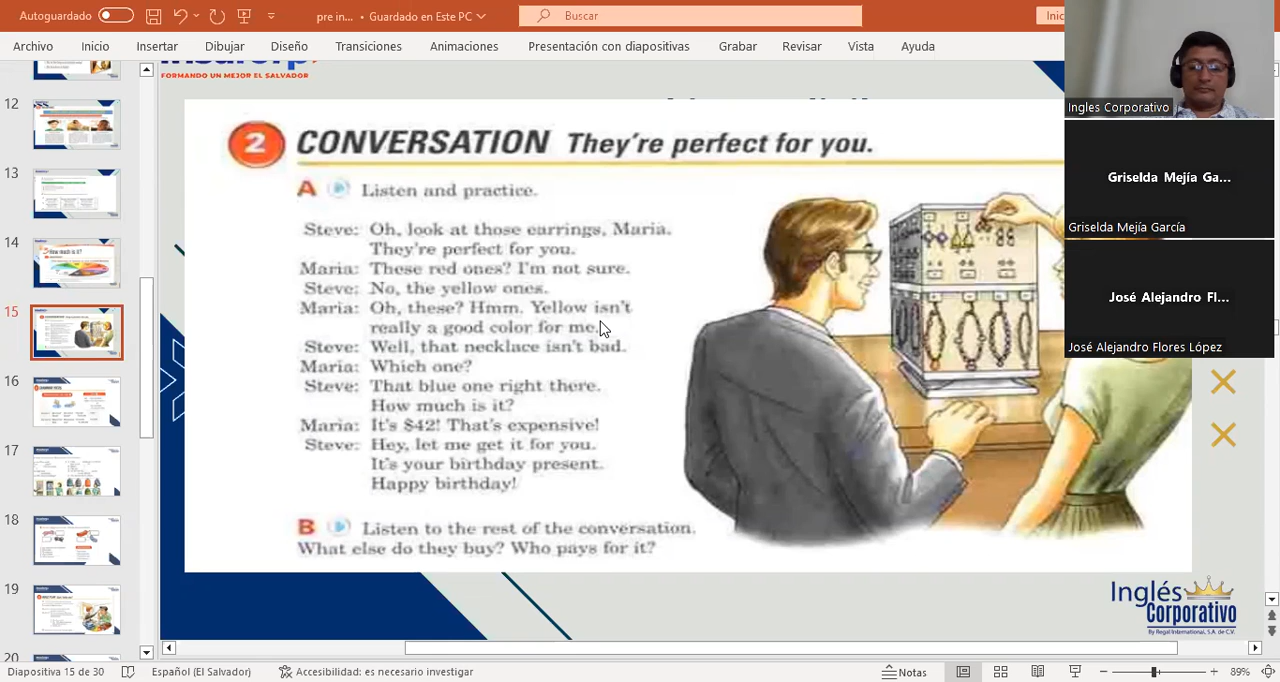 Autoguardado
pre in... • Guardado en Este PC
Buscar
Inic
Archivo Inicio Insertar Dibujar Diseño Transiciones Animaciones Presentación con diapositivas Grabar Revisar Vista Ayuda
FORMANDO UN MEJOR EL SALVADOR
2 CONVERSATION They're perfect for you.
A Listen and practice.
Steve: Oh, look at those earrings, Maria.
They're perfect for you.
Maria: These red ones? I'm not sure.
Steve: No, the yellow ones.
Maria: Oh, these? Hmm. Yellow isn't
really a good color for me.
Steve: Well, that necklace isn't bad.
Maria: Which one?
Steve: That blue one right there.
How much is it?
Maria: It's $42! That's expensive!
Steve: Hey, let me get it for you.
It's your birthday present.
Happy birthday!
B Listen to the rest of the conversation.
What else do they buy? Who pays for it?
Ingles Corporativo
Griselda Mejía Ga...
Griselda Mejía García
José Alejandro Fl...
José Alejandro Flores López
Inglés
Corporativo
By Regal International, S.A. de C.V.
12
13
14
15
16
17
18
19
20
Diapositiva 15 de 30
Español (El Salvador)
Accesibilidad: es necesario investigar
Notas
89%